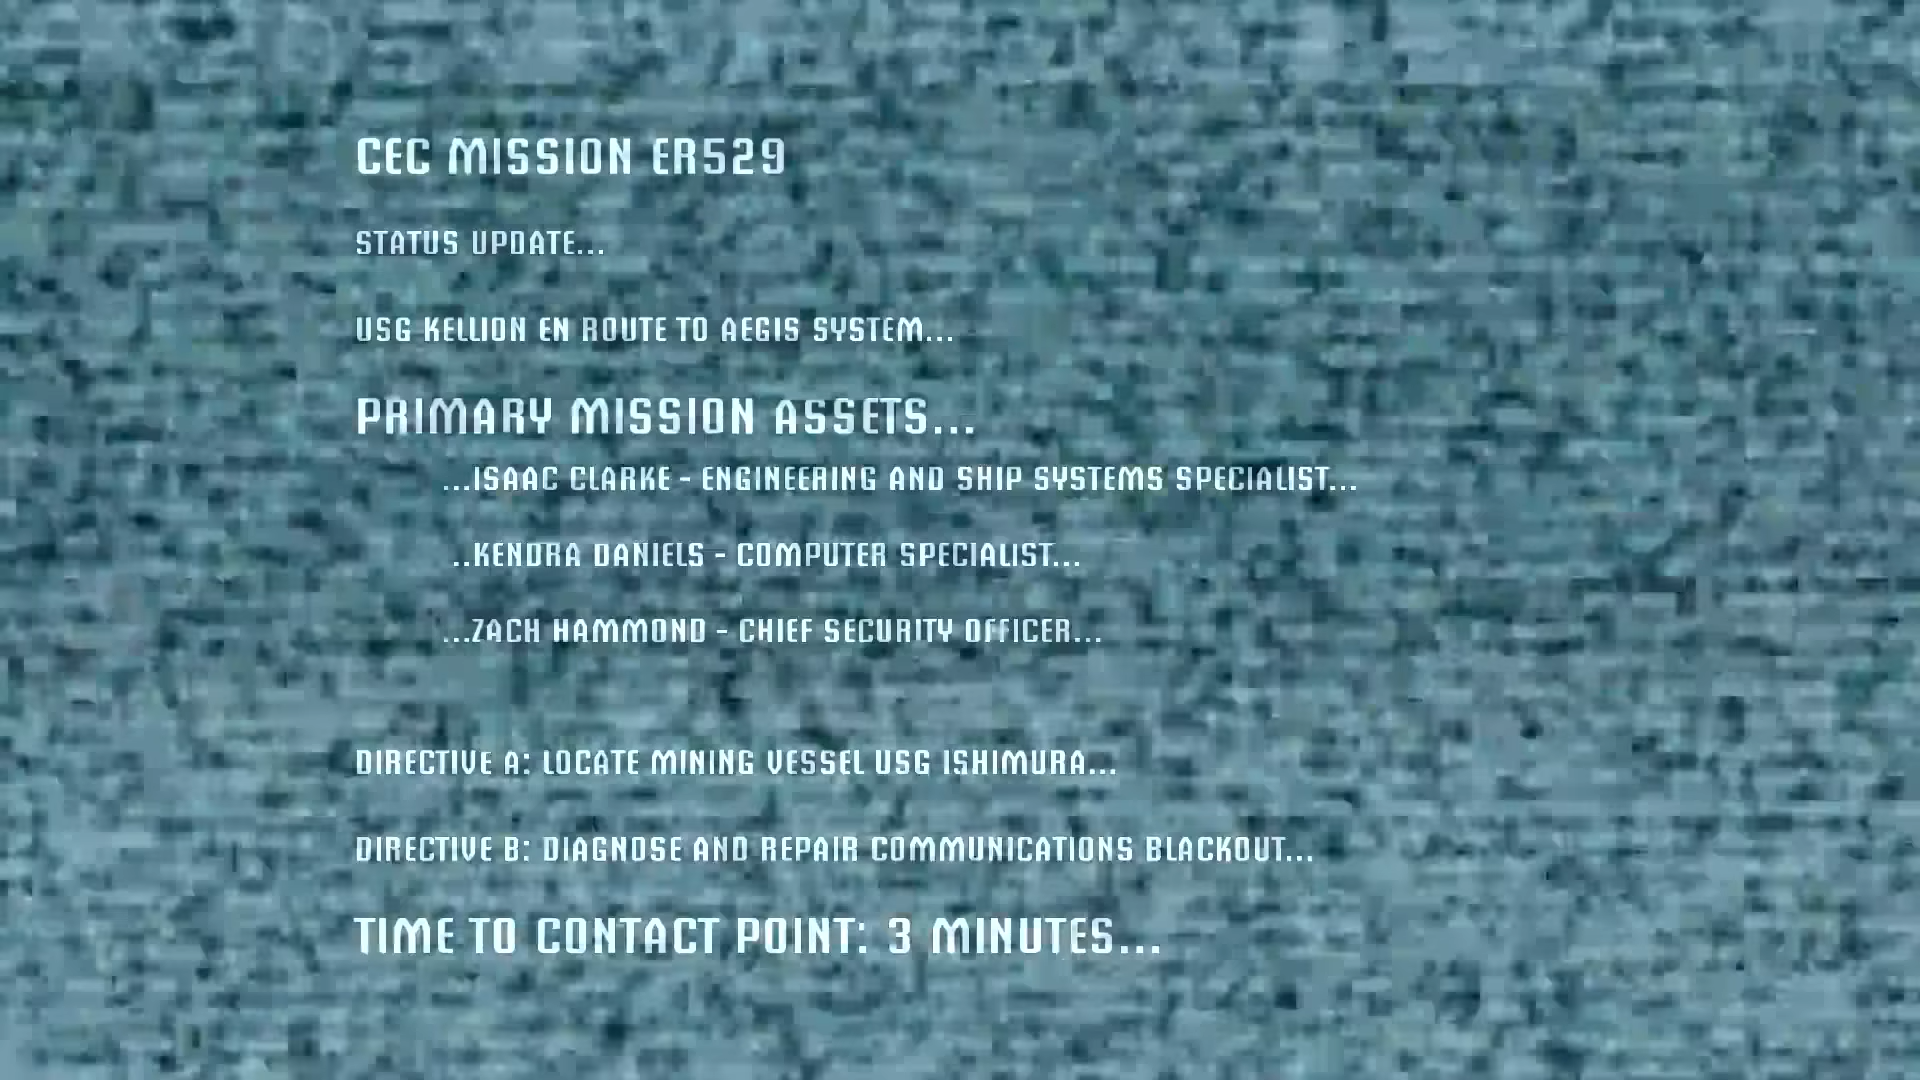 CEC MISSION ER529
STATUS UPDATE...
USG KELLION EN ROUTE TO AEGIS SYSTEM...
PRIMARY MISSION ASSETS...
...ISAAC CLARKE - ENGINEERING AND SHIP SYSTEMS SPECIALIST...
..KENDRA DANIELS - COMPUTER SPECIALIST...
...ZACH HAMMOND - CHIEF SECURITY OFFICER...
DIRECTIVE A: LOCATE MINING VESSEL USG ISHIMURA...
DIRECTIVE B: DIAGNOSE AND REPAIR COMMUNICATIONS BLACKOUT...
TIME TO CONTACT POINT: 3 MINUTES...